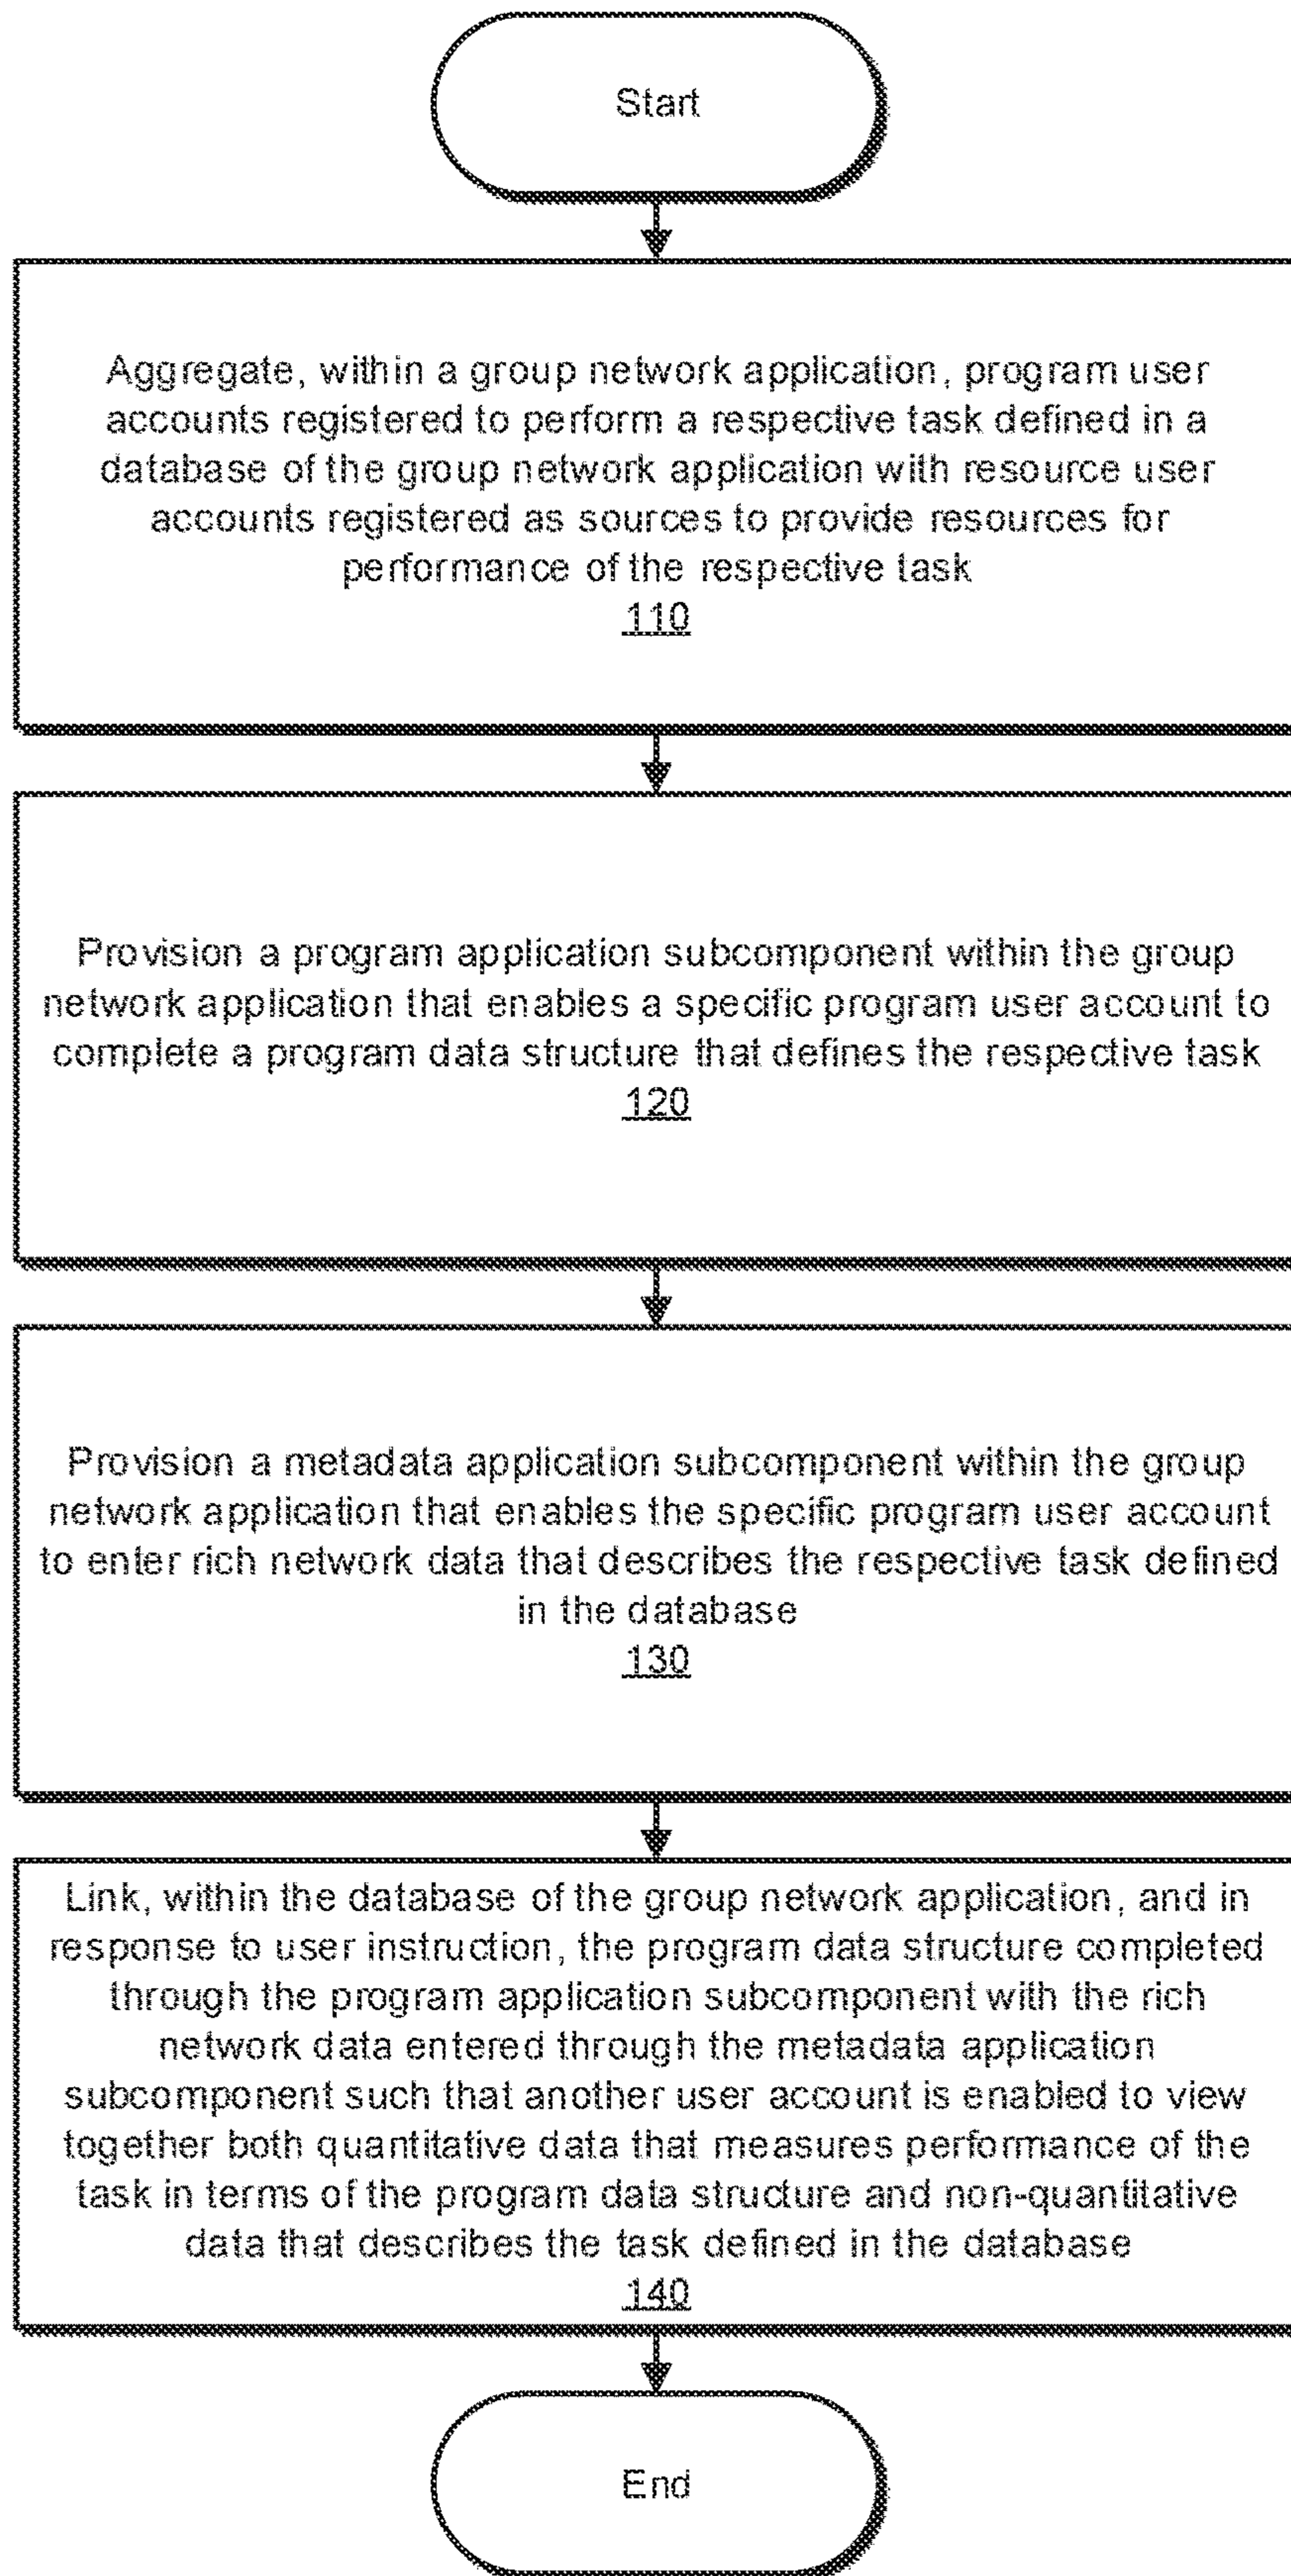 Start
Aggregate, within a group network application, program user
accounts registered to perform a respective task defined in a
database of the group network application with resource user
accounts registered as sources to provide resources for
performance of the respective task
110
Provision a program application subcomponent within the group
network application that enables a specific program user account to
complete a program data structure that defines the respective task
120
Provision a metadata application subcomponent within the group
network application that enables the specific program user account
to enter rich network data that describes the respective task defined
in the database
130
Link, within the database of the group network application, and in
response to user instruction, the program data structure completed
through the program application subcomponent with the rich
network data entered through the metadata application
subcomponent such that another user account is enabled to view
together both quantitative data that measures performance of the
task in terms of the program data structure and non-quantitative
data that describes the task defined in the database
140
End